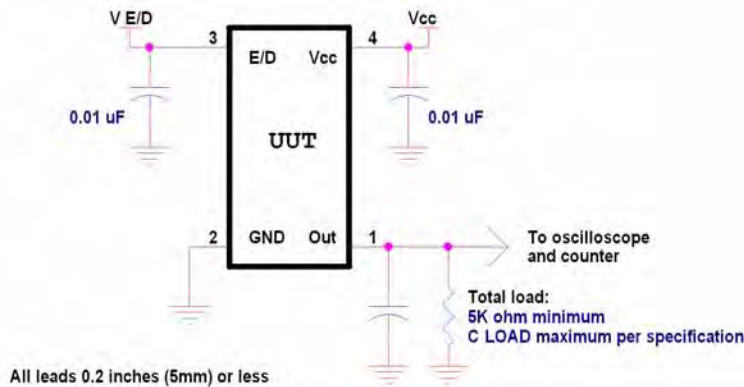 V E/D
Vcc
3
4
E/D
Vcc
0.01 uF
0.01 uF
UUT
2
GND
Out
1
To oscilloscope
and counter
Total load:
5K ohm minimum
C LOAD maximum per specification
All leads 0.2 inches (5mm) or less